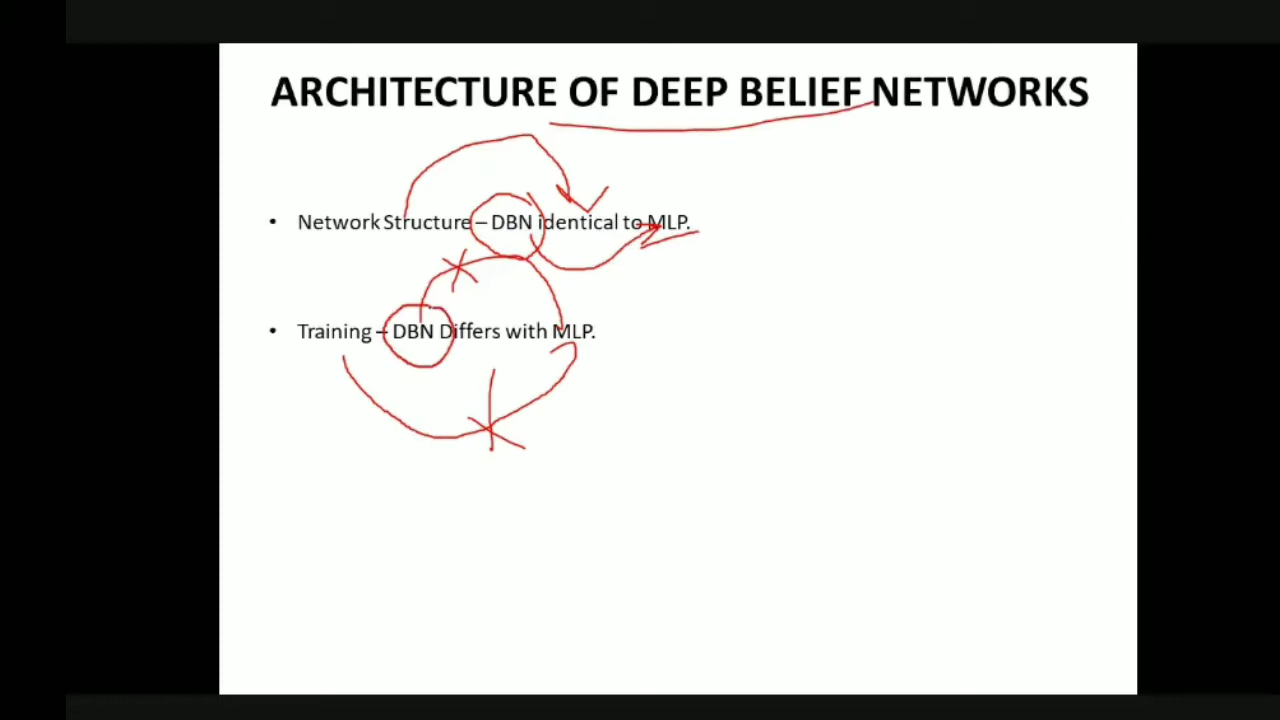 ARCHITECTURE OF DEEP BELIEF NETWORKS
• Network Structure – DBN identical to MLP.
• Training – DBN Differs with MLP.